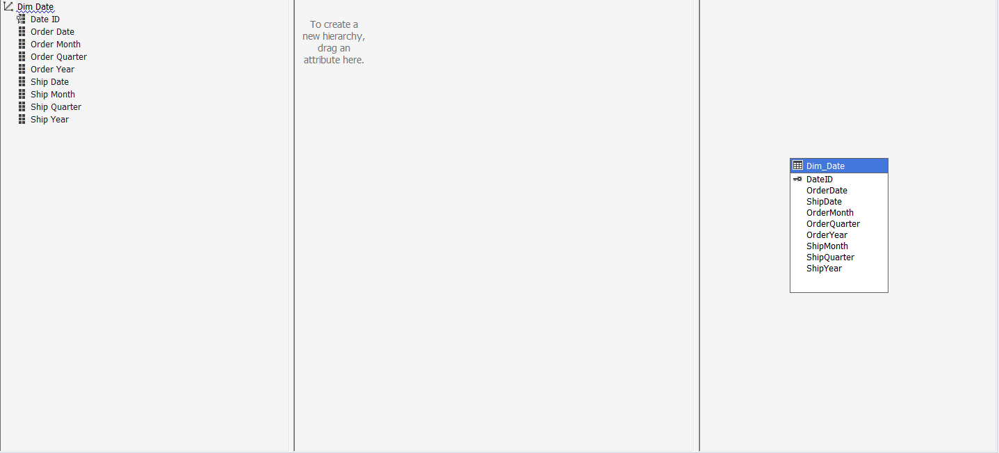 Dim Date
Date ID
Order Date
Order Month
Order Quarter
Order Year
Ship Date
Ship Month
Ship Quarter
Ship Year
To create a
new hierarchy,
drag an
attribute here.
Dim_Date
DateID
OrderDate
ShipDate
OrderMonth
OrderQuarter
OrderYear
ShipMonth
ShipQuarter
ShipYear